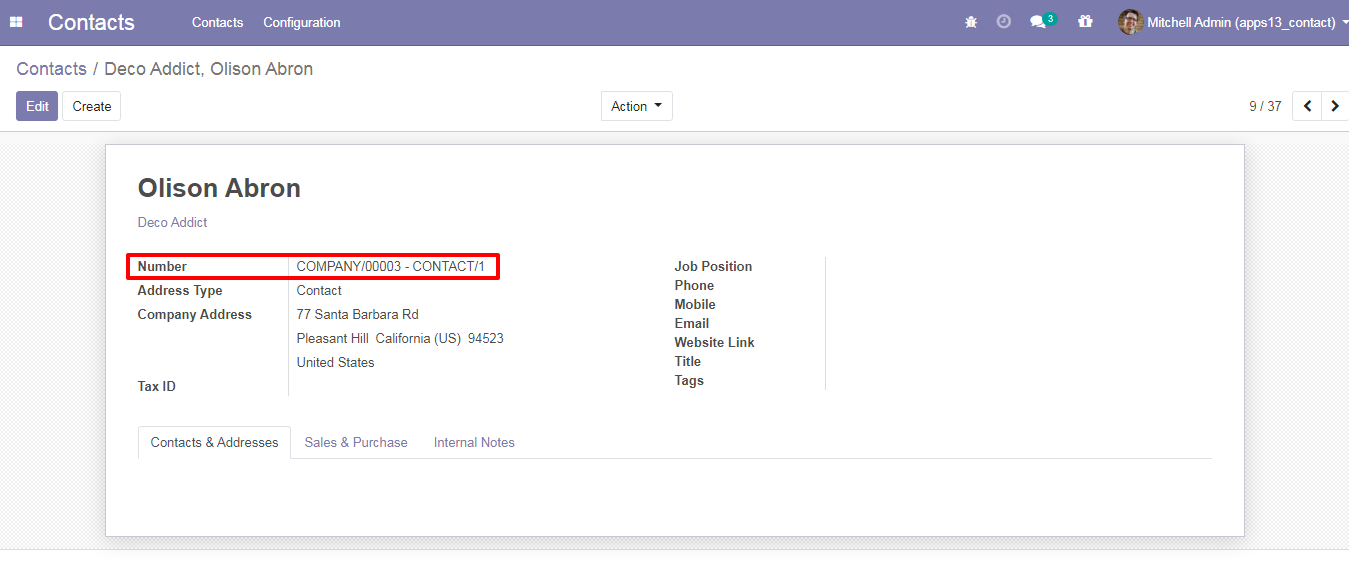 Contacts Contacts Configuration 3 Mitchell Admin (apps13_contact)
Contacts / Deco Addict, Olison Abron
Edit Create Action 9 / 37
Olison Abron
Deco Addict
Number COMPANY/00003 - CONTACT/1
Address Type Contact
Company Address 77 Santa Barbara Rd
Pleasant Hill California (US) 94523
United States
Tax ID
Job Position
Phone
Mobile
Email
Website Link
Title
Tags
Contacts & Addresses Sales & Purchase Internal Notes